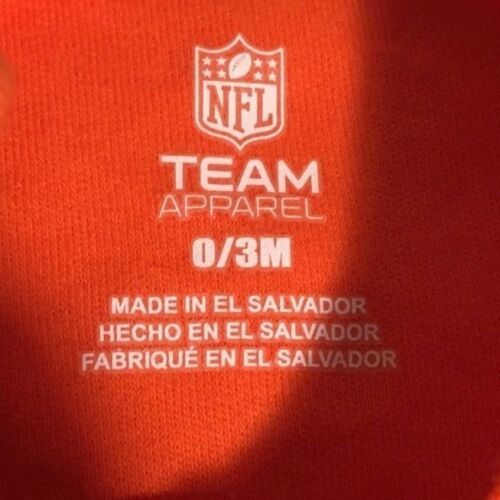 NFL
TEAM
APPAREL
0/3M
MADE IN EL SALVADOR
HECHO EN EL SALVADOR
FABRIQUÉ EN EL SALVADOR